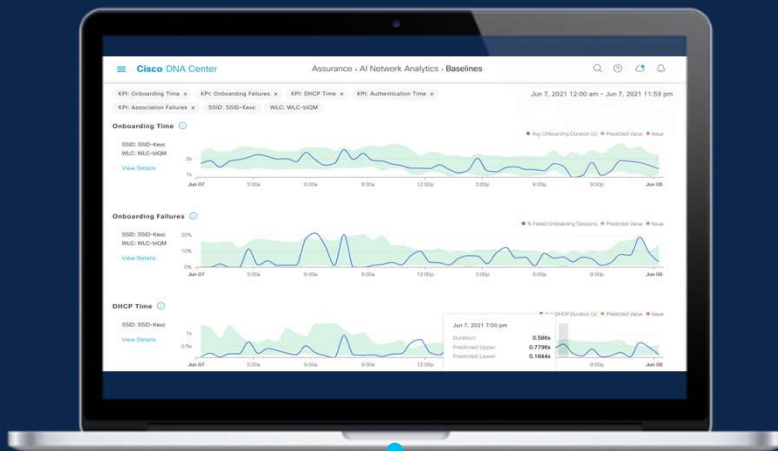 Cisco DNA Center
Assurance › AI Network Analytics › Baselines
KPI: Onboarding Time × KPI: Onboarding Failures × KPI: DHCP Time × KPI: Authentication Time ×
Jun 7, 2021 12:00 am – Jun 7, 2021 11:59 pm
KPI: Association Failures × SSID: SSID-Kevc WLC: WLC-blQM
Onboarding Time
Avg Onboarding Duration (s) Predicted Value Issue
SSID: SSID-Kevc
WLC: WLC-blQM
View Details
2s
1s
Jun 07 3:00a 6:00a 9:00a 12:00p 3:00p 6:00p 9:00p Jun 08
Onboarding Failures
% Failed Onboarding Sessions Predicted Value Issue
SSID: SSID-Kevc
WLC: WLC-blQM
View Details
20%
10%
0%
Jun 07 3:00a 6:00a 9:00a 12:00p 3:00p 6:00p 9:00p Jun 08
DHCP Time
DHCP Duration (s) Predicted Value Issue
SSID: SSID-Kevc
View Details
1s
0.5s
Jun 7, 2021 7:00 pm
Duration 0.586s
Predicted Upper 0.7796s
Predicted Lower 0.1844s
Jun 07 3:00a 6:00a 9:00a 12:00p 9:00p Jun 08